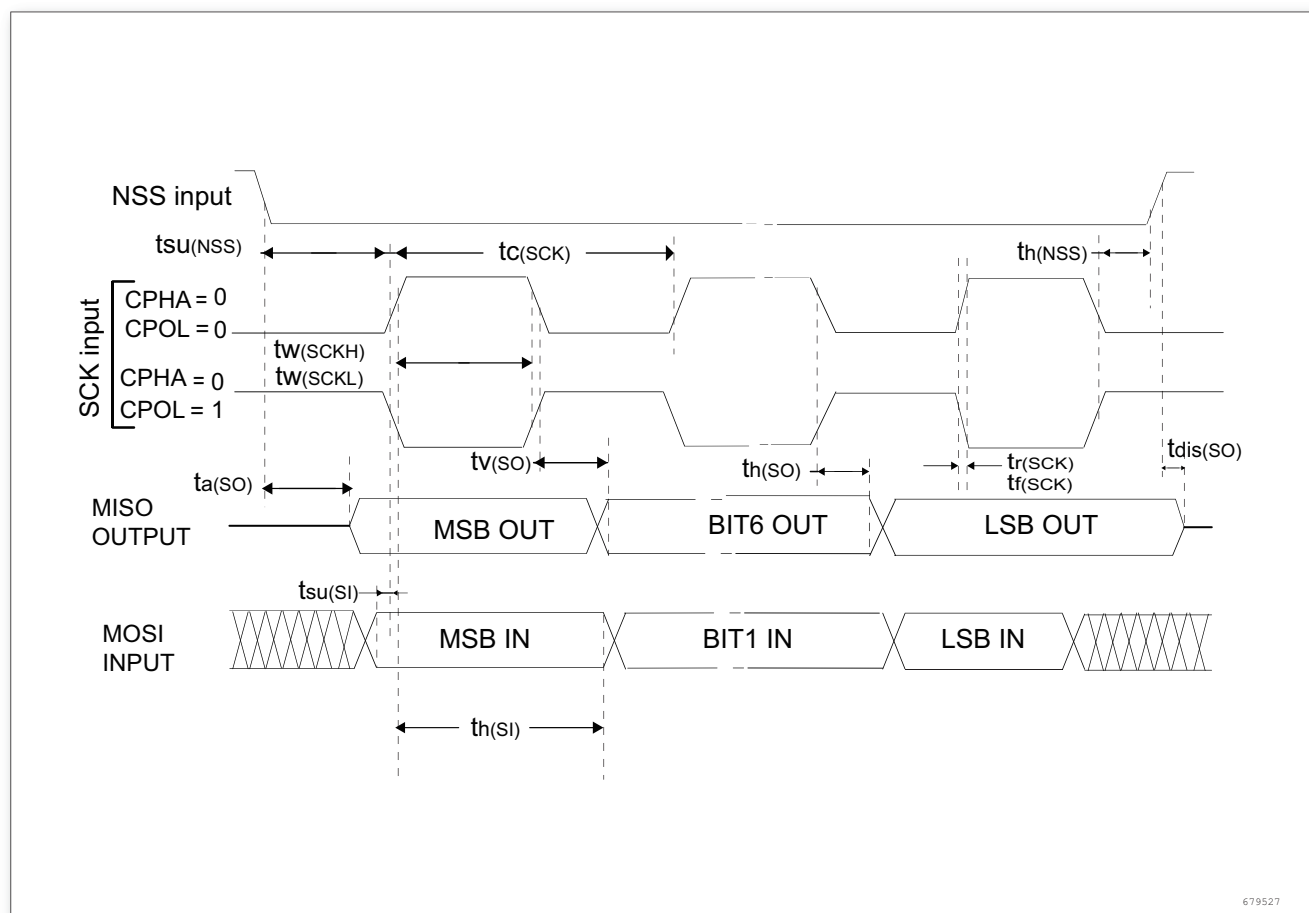 NSS input
tsu(NSS)
tc(SCK)
th(NSS)
SCK input
CPHA = 0
CPOL = 0
tw(SCKH)
tw(SCKL)
CPHA = 0
CPOL = 1
ta(SO)
tv(SO)
th(SO)
tr(SCK)
tf(SCK)
tdis(SO)
MISO
OUTPUT
MSB OUT
BIT6 OUT
LSB OUT
tsu(SI)
MOSI
INPUT
MSB IN
BIT1 IN
LSB IN
th(SI)
679527